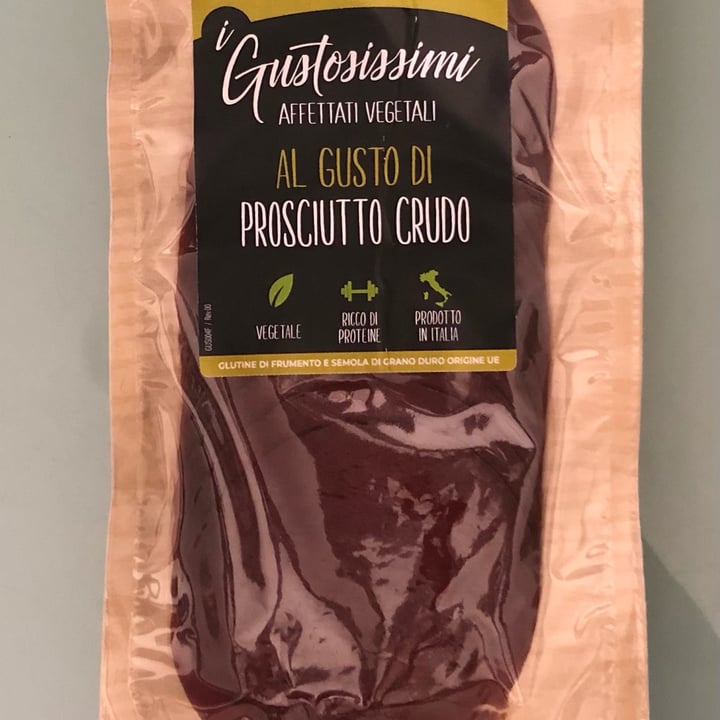 i Gustosissimi
AFFETTATI VEGETALI
AL GUSTO DI
PROSCIUTTO CRUDO
VEGETALE
RICCO DI
PROTEINE
PRODOTTO
IN ITALIA
GLUTINE DI FRUMENTO E SEMOLA DI GRANO DURO ORIGINE UE